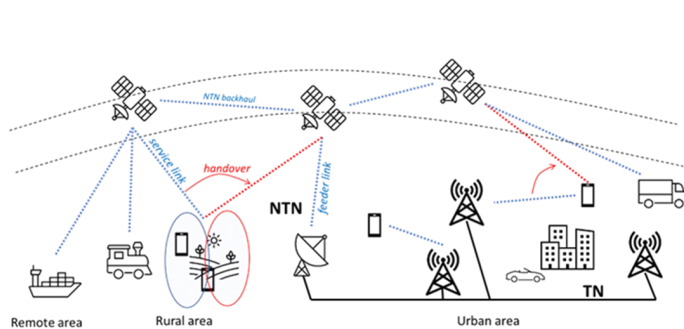 NTN backhaul
service link
handover
feeder link
NTN
TN
Remote area
Rural area
Urban area